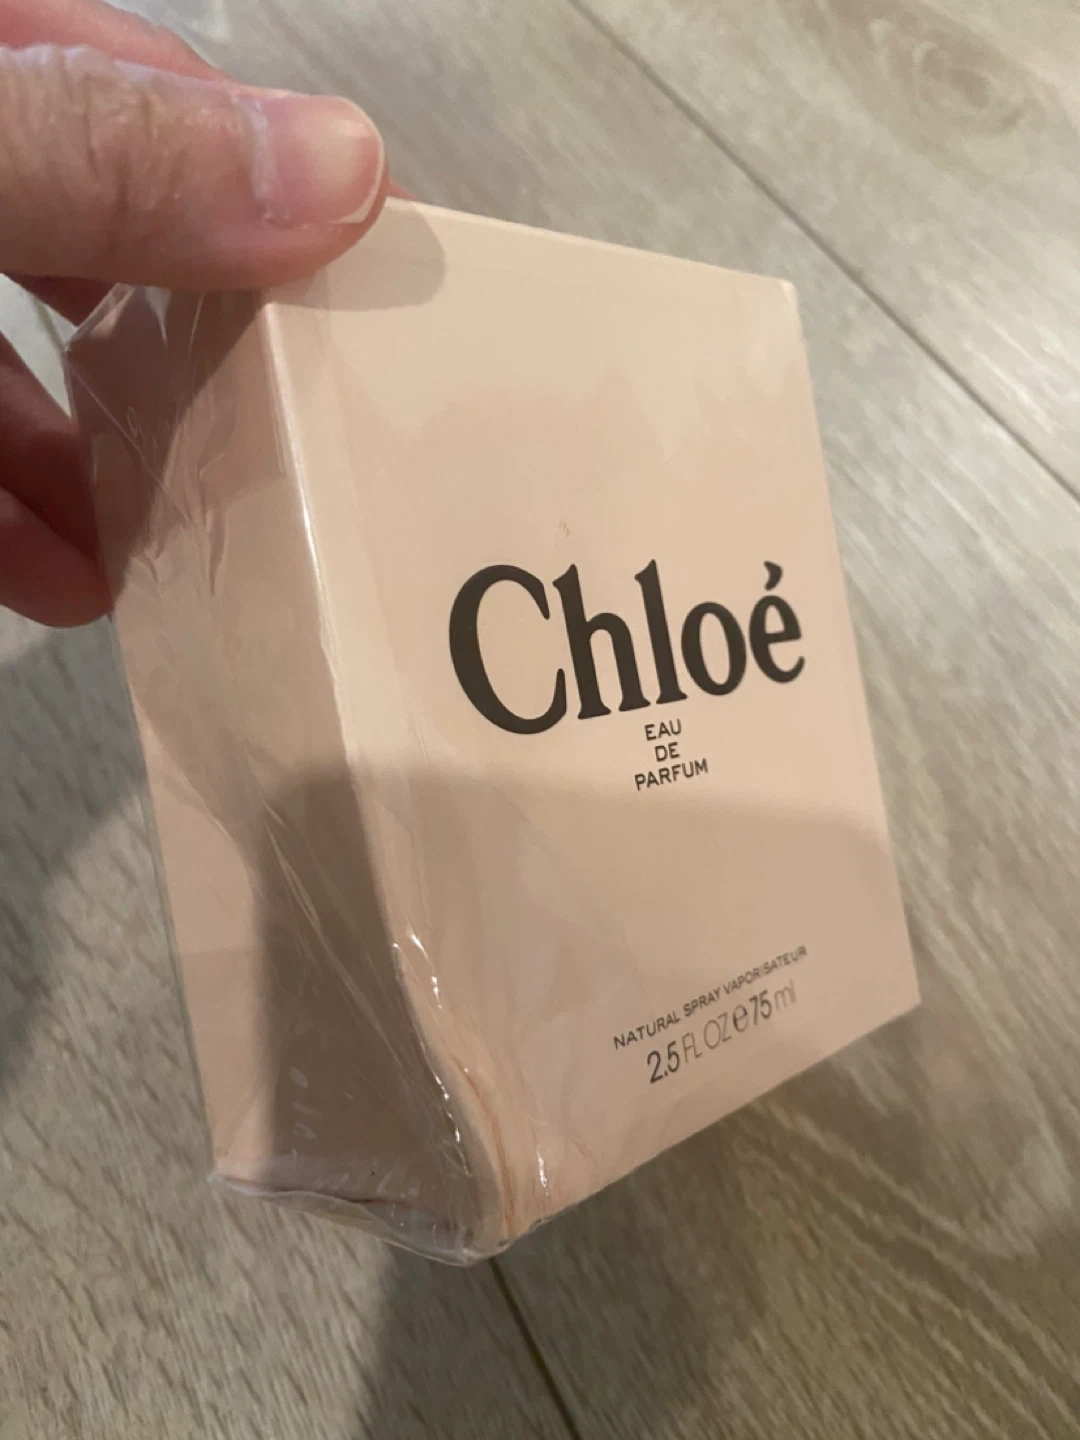 Chloé
EAU
DE
PARFUM
NATURAL SPRAY VAPORISATEUR
2.5 FL OZ ℮ 75 ml